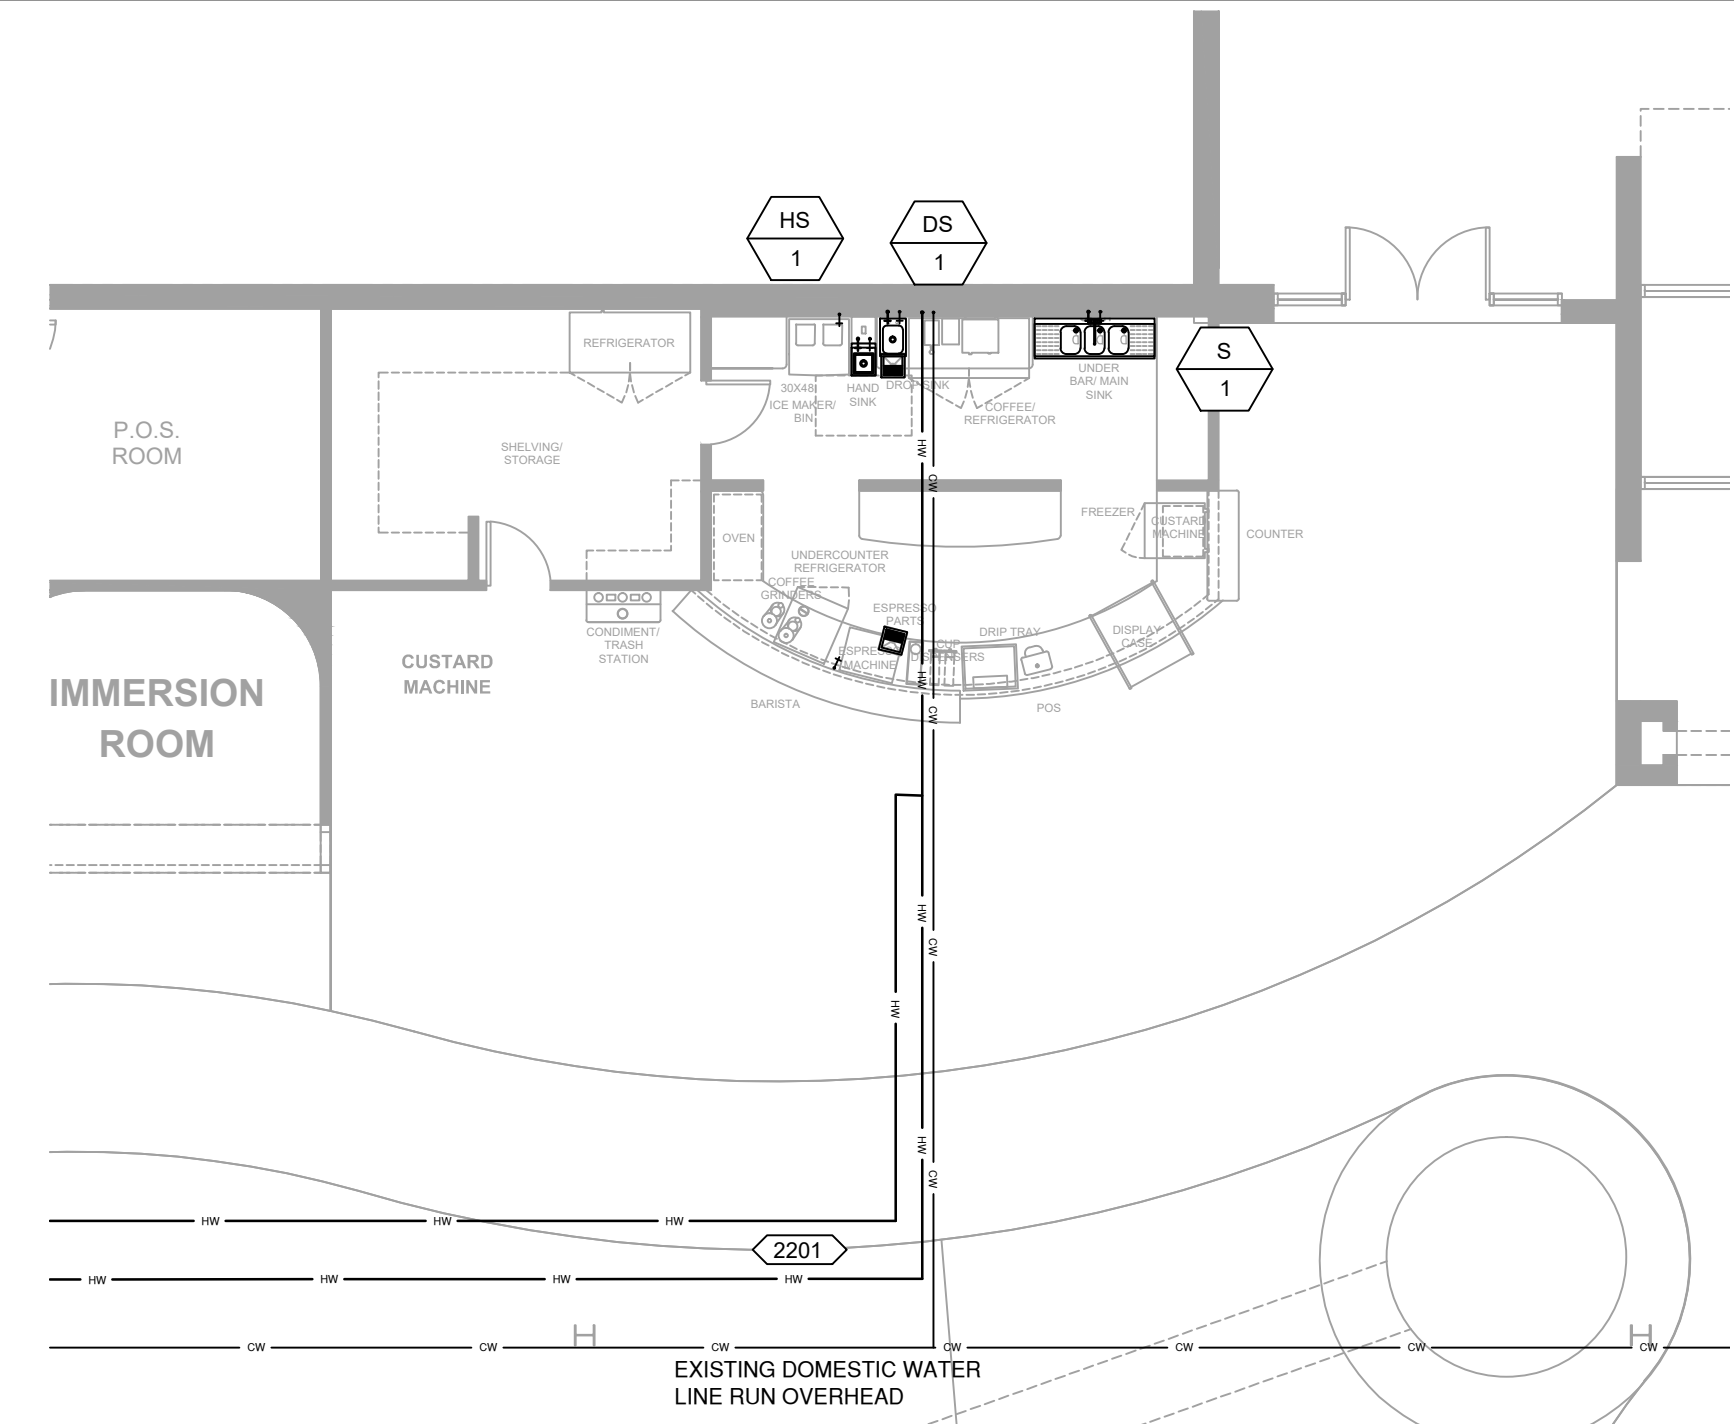 HS
1
DS
1
S
1
REFRIGERATOR
30X48
ICE MAKER/
BIN
HAND
SINK
DROP SINK
COFFEE/
REFRIGERATOR
UNDER
BAR/ MAIN
SINK
P.O.S.
ROOM
SHELVING/
STORAGE
HW
CW
OVEN
FREEZER
CUSTARD
MACHINE
COUNTER
UNDERCOUNTER
REFRIGERATOR
COFFEE
GRINDERS
ESPRESSO
PARTS
ESPRESSO
MACHINE
CUP
DISPENSERS
DRIP TRAY
DISPLAY
CASE
CONDIMENT/
TRASH
STATION
CUSTARD
MACHINE
IMMERSION
ROOM
BARISTA
POS
HW
CW
HW
CW
HW
HW
CW
HW
HW
HW
2201
HW
HW
HW
HW
H
H
CW
CW
CW
CW
CW
CW
CW
EXISTING DOMESTIC WATER
LINE RUN OVERHEAD